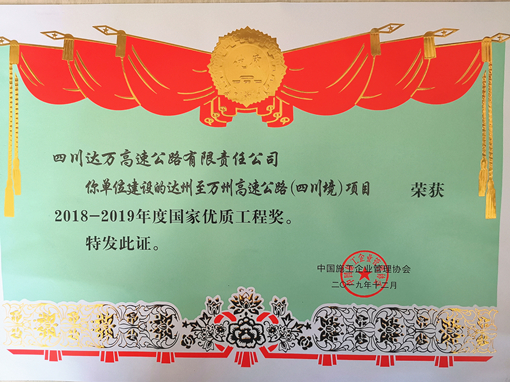 四川达万高速公路有限责任公司
你单位建设的达州至万州高速公路(四川境)项目 荣获
2018-2019年度国家优质工程奖。
特发此证。
中国施工企业管理协会
二〇一九年十二月